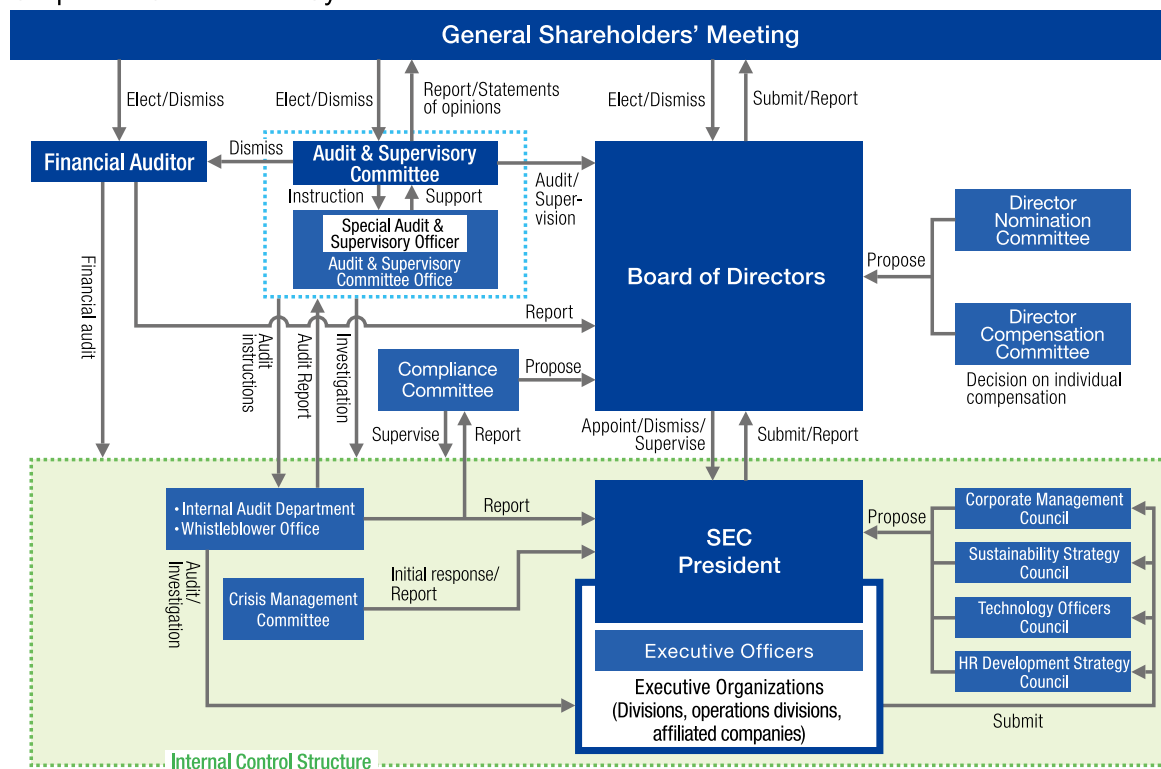 General Shareholders' Meeting
Elect/Dismiss
Elect/Dismiss
Report/Statements
of opinions
Elect/Dismiss
Submit/Report
Financial Auditor
Dismiss
Audit & Supervisory
Committee
Audit/
Super-
vision
Instruction
Support
Special Audit &
Supervisory Officer
Audit & Supervisory
Committee Office
Board of Directors
Propose
Director
Nomination
Committee
Director
Compensation
Committee
Decision on individual
compensation
Financial audit
Report
Audit
instructions
Audit Report
Investigation
Compliance
Committee
Propose
Supervise
Report
Appoint/Dismiss/
Supervise
Submit/Report
• Internal Audit Department
• Whistleblower Office
Report
SEC
President
Propose
Corporate Management
Council
Sustainability Strategy
Council
Technology Officers
Council
HR Development Strategy
Council
Audit/
Investigation
Crisis Management
Committee
Initial response/
Report
Executive Officers
Executive Organizations
(Divisions, operations divisions,
affiliated companies)
Submit
Internal Control Structure